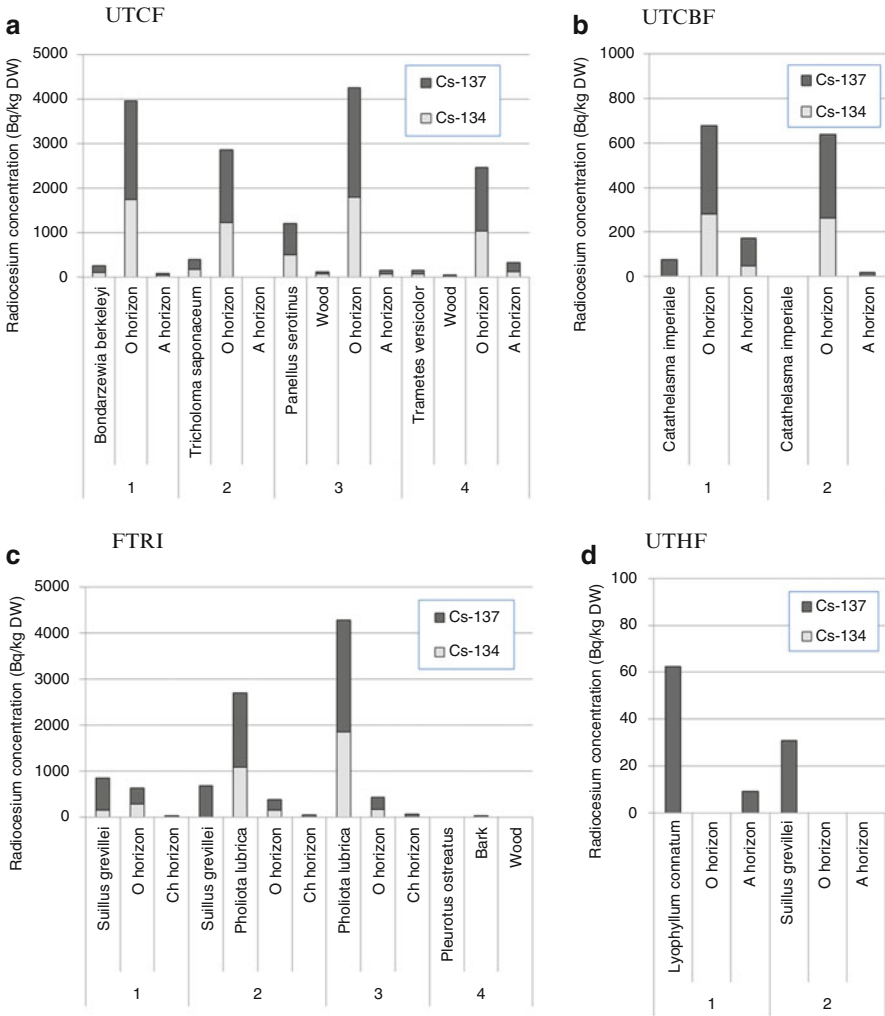 a
UTCF
Radiocesium concentration (Bq/kg DW)
5000
4000
3000
2000
1000
0
Cs-137
Cs-134
Bondarzewia berkeleyi
O horizon
A horizon
Tricholoma saponaceum
O horizon
A horizon
Panellus serotinus
Wood
O horizon
A horizon
Trametes versicolor
Wood
O horizon
A horizon
1
2
3
4
b
UTCBF
Radiocesium concentration (Bq/kg DW)
1000
800
600
400
200
0
Cs-137
Cs-134
Catathelasma imperiale
O horizon
A horizon
Catathelasma imperiale
O horizon
A horizon
1
2
c
FTRI
Radiocesium concentration (Bq/kg DW)
5000
4000
3000
2000
1000
0
Cs-137
Cs-134
Suillus grevillei
O horizon
Ch horizon
Suillus grevillei
Pholiota lubrica
O horizon
Ch horizon
Pholiota lubrica
O horizon
Ch horizon
Pleurotus ostreatus
Bark
Wood
1
2
3
4
d
UTHF
Radiocesium concentration (Bq/kg DW)
100
80
60
40
20
0
Cs-137
Cs-134
Lyophyllum connatum
O horizon
A horizon
Suillus grevillei
O horizon
A horizon
1
2